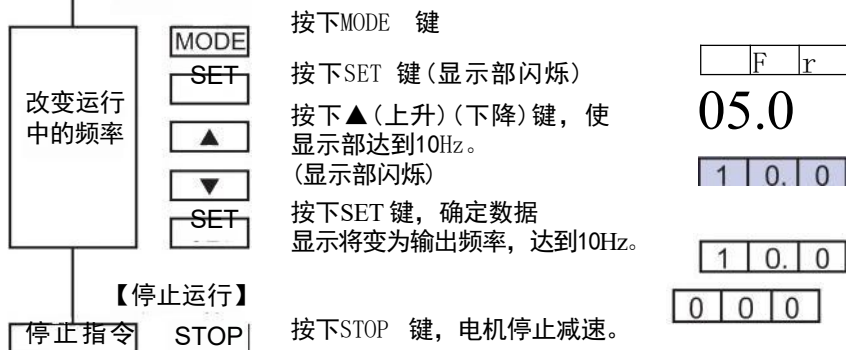 MODE 按下MODE 键
SET 按下SET 键(显示部闪烁) F r
改变运行
中的频率
▲ 按下▲(上升)(下降)键，使
显示部达到10Hz。
05.0
▼ (显示部闪烁) 1 0. 0
SET 按下SET键，确定数据
显示将变为输出频率，达到10Hz。 1 0. 0
【停止运行】 0 0 0
停止指令 STOP 按下STOP 键，电机停止减速。